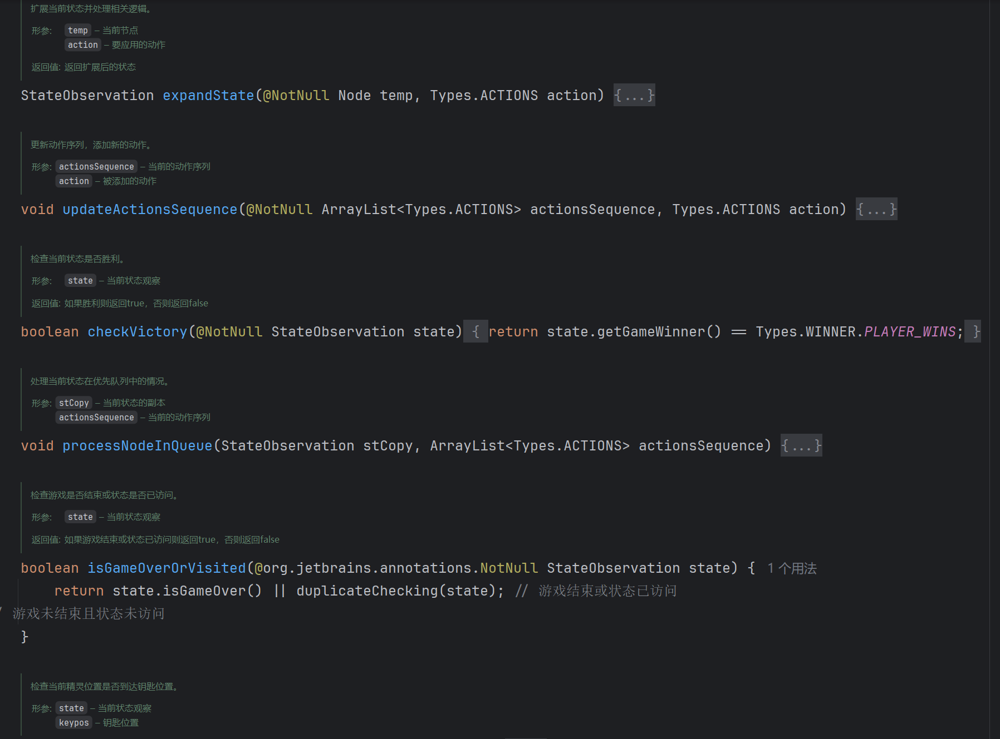 扩展当前状态并处理相关逻辑。
形参: temp – 当前节点
action – 要应用的动作
返回值: 返回扩展后的状态
StateObservation expandState(@NotNull Node temp, Types.ACTIONS action) {...}
更新动作序列，添加新的动作。
形参: actionsSequence – 当前的动作序列
action – 被添加的动作
void updateActionsSequence(@NotNull ArrayList<Types.ACTIONS> actionsSequence, Types.ACTIONS action) {...}
检查当前状态是否胜利。
形参: state – 当前状态观察
返回值: 如果胜利则返回true，否则返回false
boolean checkVictory(@NotNull StateObservation state) { return state.getGameWinner() == Types.WINNER.PLAYER_WINS; }
处理当前状态在优先队列中的情况。
形参: stCopy – 当前状态的副本
actionsSequence – 当前的动作序列
void processNodeInQueue(StateObservation stCopy, ArrayList<Types.ACTIONS> actionsSequence) {...}
检查游戏是否结束或状态是否已访问。
形参: state – 当前状态观察
返回值: 如果游戏结束或状态已访问则返回true，否则返回false
boolean isGameOverOrVisited(@org.jetbrains.annotations.NotNull StateObservation state) { 1 个用法
return state.isGameOver() || duplicateChecking(state); // 游戏结束或状态已访问
/ 游戏未结束且状态未访问
}
检查当前精灵位置是否到达钥匙位置。
形参: state – 当前状态观察
keypos – 钥匙位置